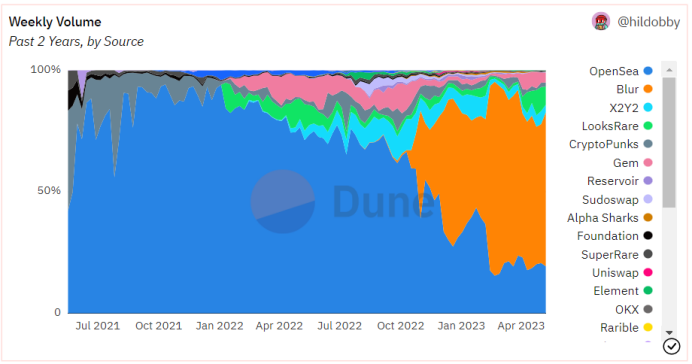 Weekly Volume
@hildobby
Past 2 Years, by Source
100%
50%
0
Dune
Jul 2021 Oct 2021 Jan 2022 Apr 2022 Jul 2022 Oct 2022 Jan 2023 Apr 2023
OpenSea
Blur
X2Y2
LooksRare
CryptoPunks
Gem
Reservoir
Sudoswap
Alpha Sharks
Foundation
SuperRare
Uniswap
Element
OKX
Rarible